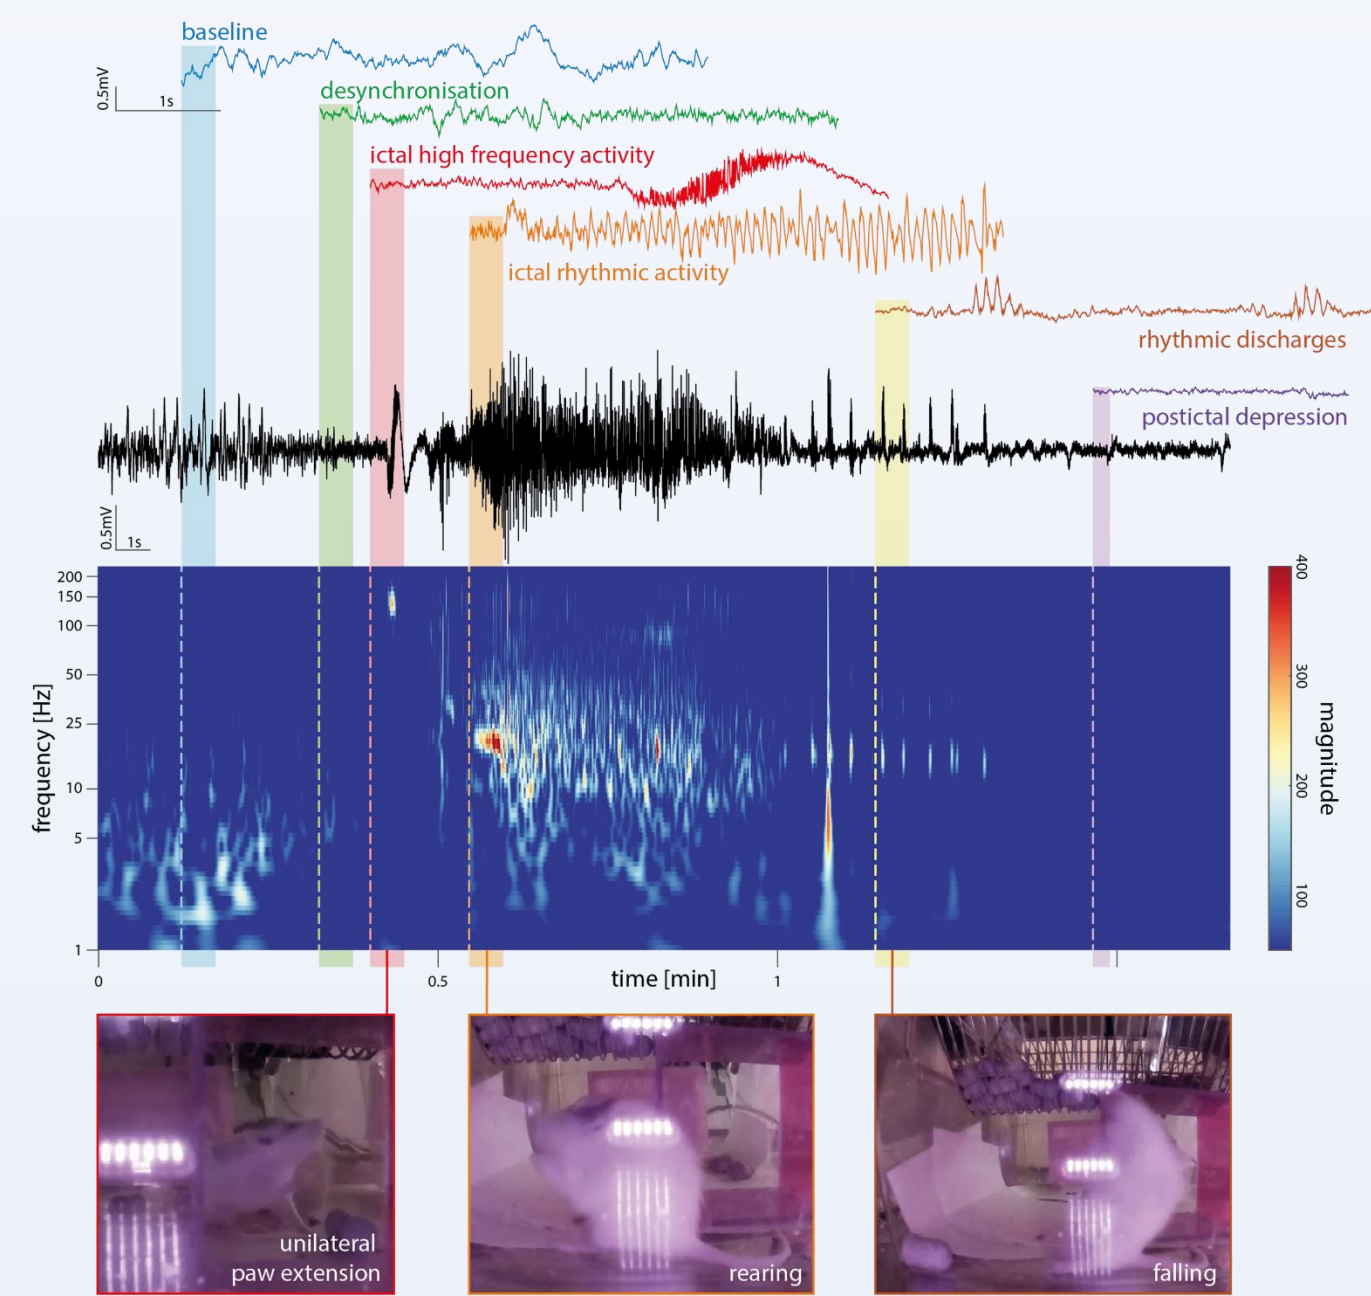 baseline
0.5mV
1s
desynchronisation
ictal high frequency activity
ictal rhythmic activity
rhythmic discharges
postictal depression
0.5mV
1s
200
150
100
50
25
10
5
1
frequency [Hz]
0
0.5
time [min]
1
400
300
200
100
magnitude
unilateral
paw extension
rearing
falling